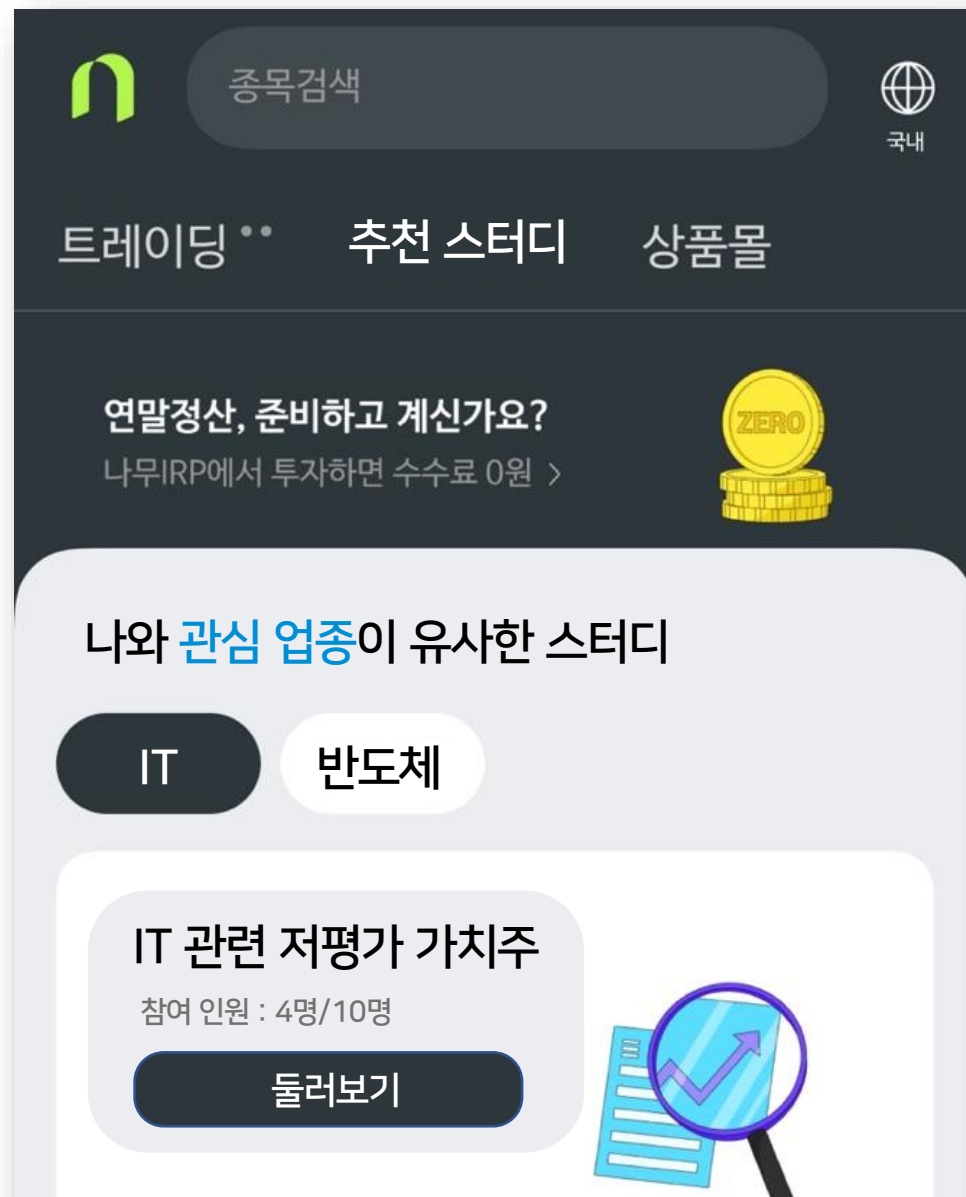 종목검색
국내
트레이딩 추천 스터디 상품몰
연말정산, 준비하고 계신가요?
나무IRP에서 투자하면 수수료 0원 >
ZERO
나와 관심 업종이 유사한 스터디
IT 반도체
IT 관련 저평가 가치주
참여 인원 : 4명/10명
둘러보기